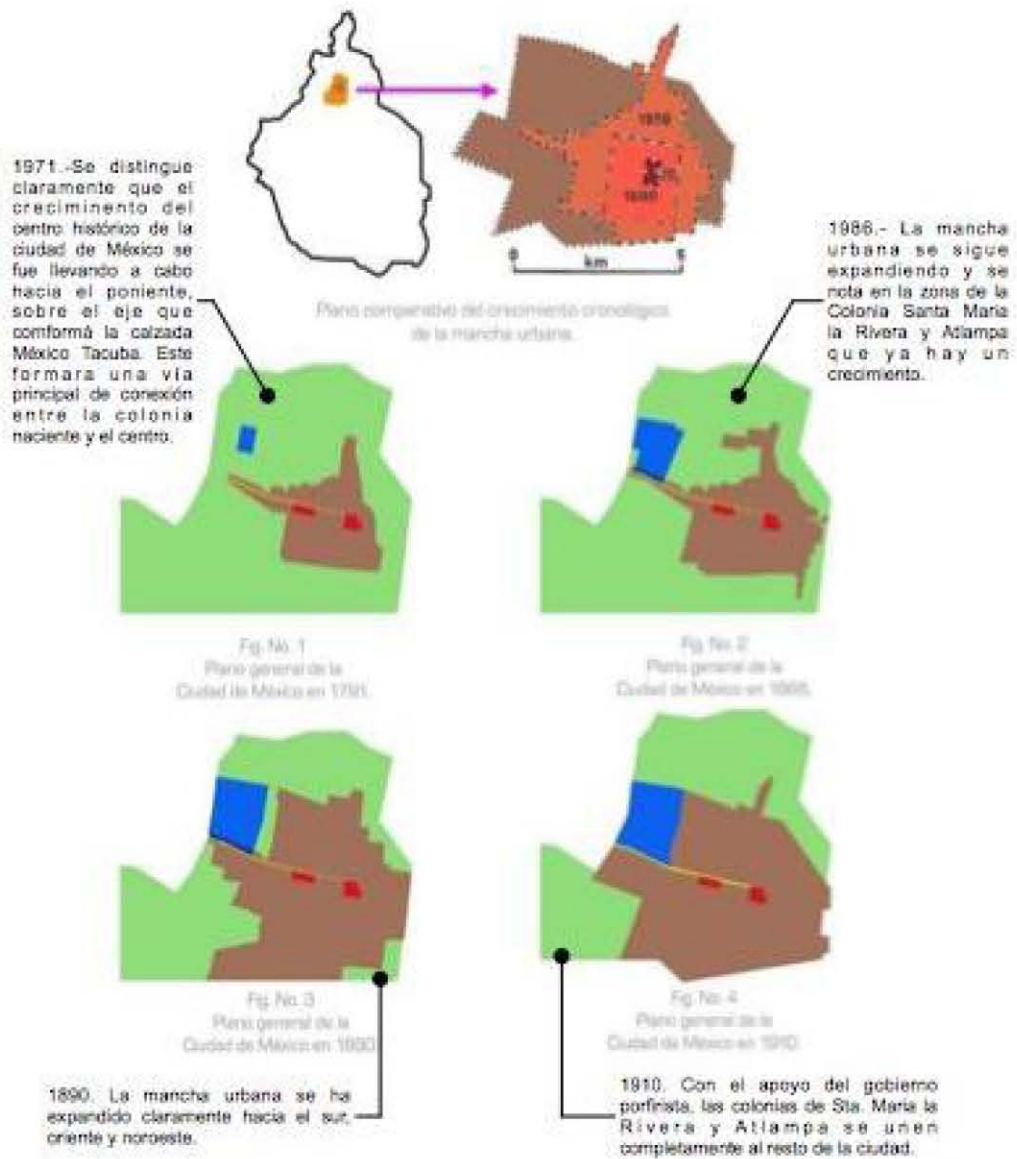 1971.-Se distingue
claramente que el
creciminento del
centro histórico de la
ciudad de México se
fue llevando a cabo
hacia el poniente,
sobre el eje que
comformá la calzada
México Tacuba. Este
formara una vía
principal de conexión
entre la colonia
naciente y el centro.
0
km
5
Plano comparativo del crecimiento cronológico
de la mancha urbana.
1986.- La mancha
urbana se sigue
expandiendo y se
nota en la zona de la
Colonia Santa Maria
la Rivera y Atlampa
que ya hay un
crecimiento.
Fig. No. 1
Plano general de la
Ciudad de México en 1791.
Fig. No. 2
Plano general de la
Ciudad de México en
Fig. No. 3
Plano general de la
Ciudad de México en 1890.
Fig. No. 4
Plano general de la
Ciudad de México en 1910.
1890. La mancha urbana se ha
expandido claramente hacia el sur,
oriente y noroeste.
1910. Con el apoyo del gobierno
porfirista, las colonias de Sta. Maria la
Rivera y Atlampa se unen
completamente al resto de la ciudad.